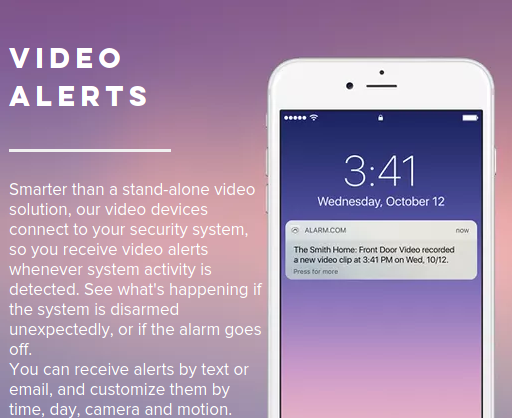 VIDEO
ALERTS
Smarter than a stand-alone video
solution, our video devices
connect to your security system,
so you receive video alerts
whenever system activity is
detected. See what's happening if
the system is disarmed
unexpectedly, or if the alarm goes
off.
You can receive alerts by text or
email, and customize them by
time, day, camera and motion.
3:41
Wednesday, October 12
ALARM.COM now
The Smith Home: Front Door Video recorded
a new video clip at 3:41 PM on Wed, 10/12.
Press for more